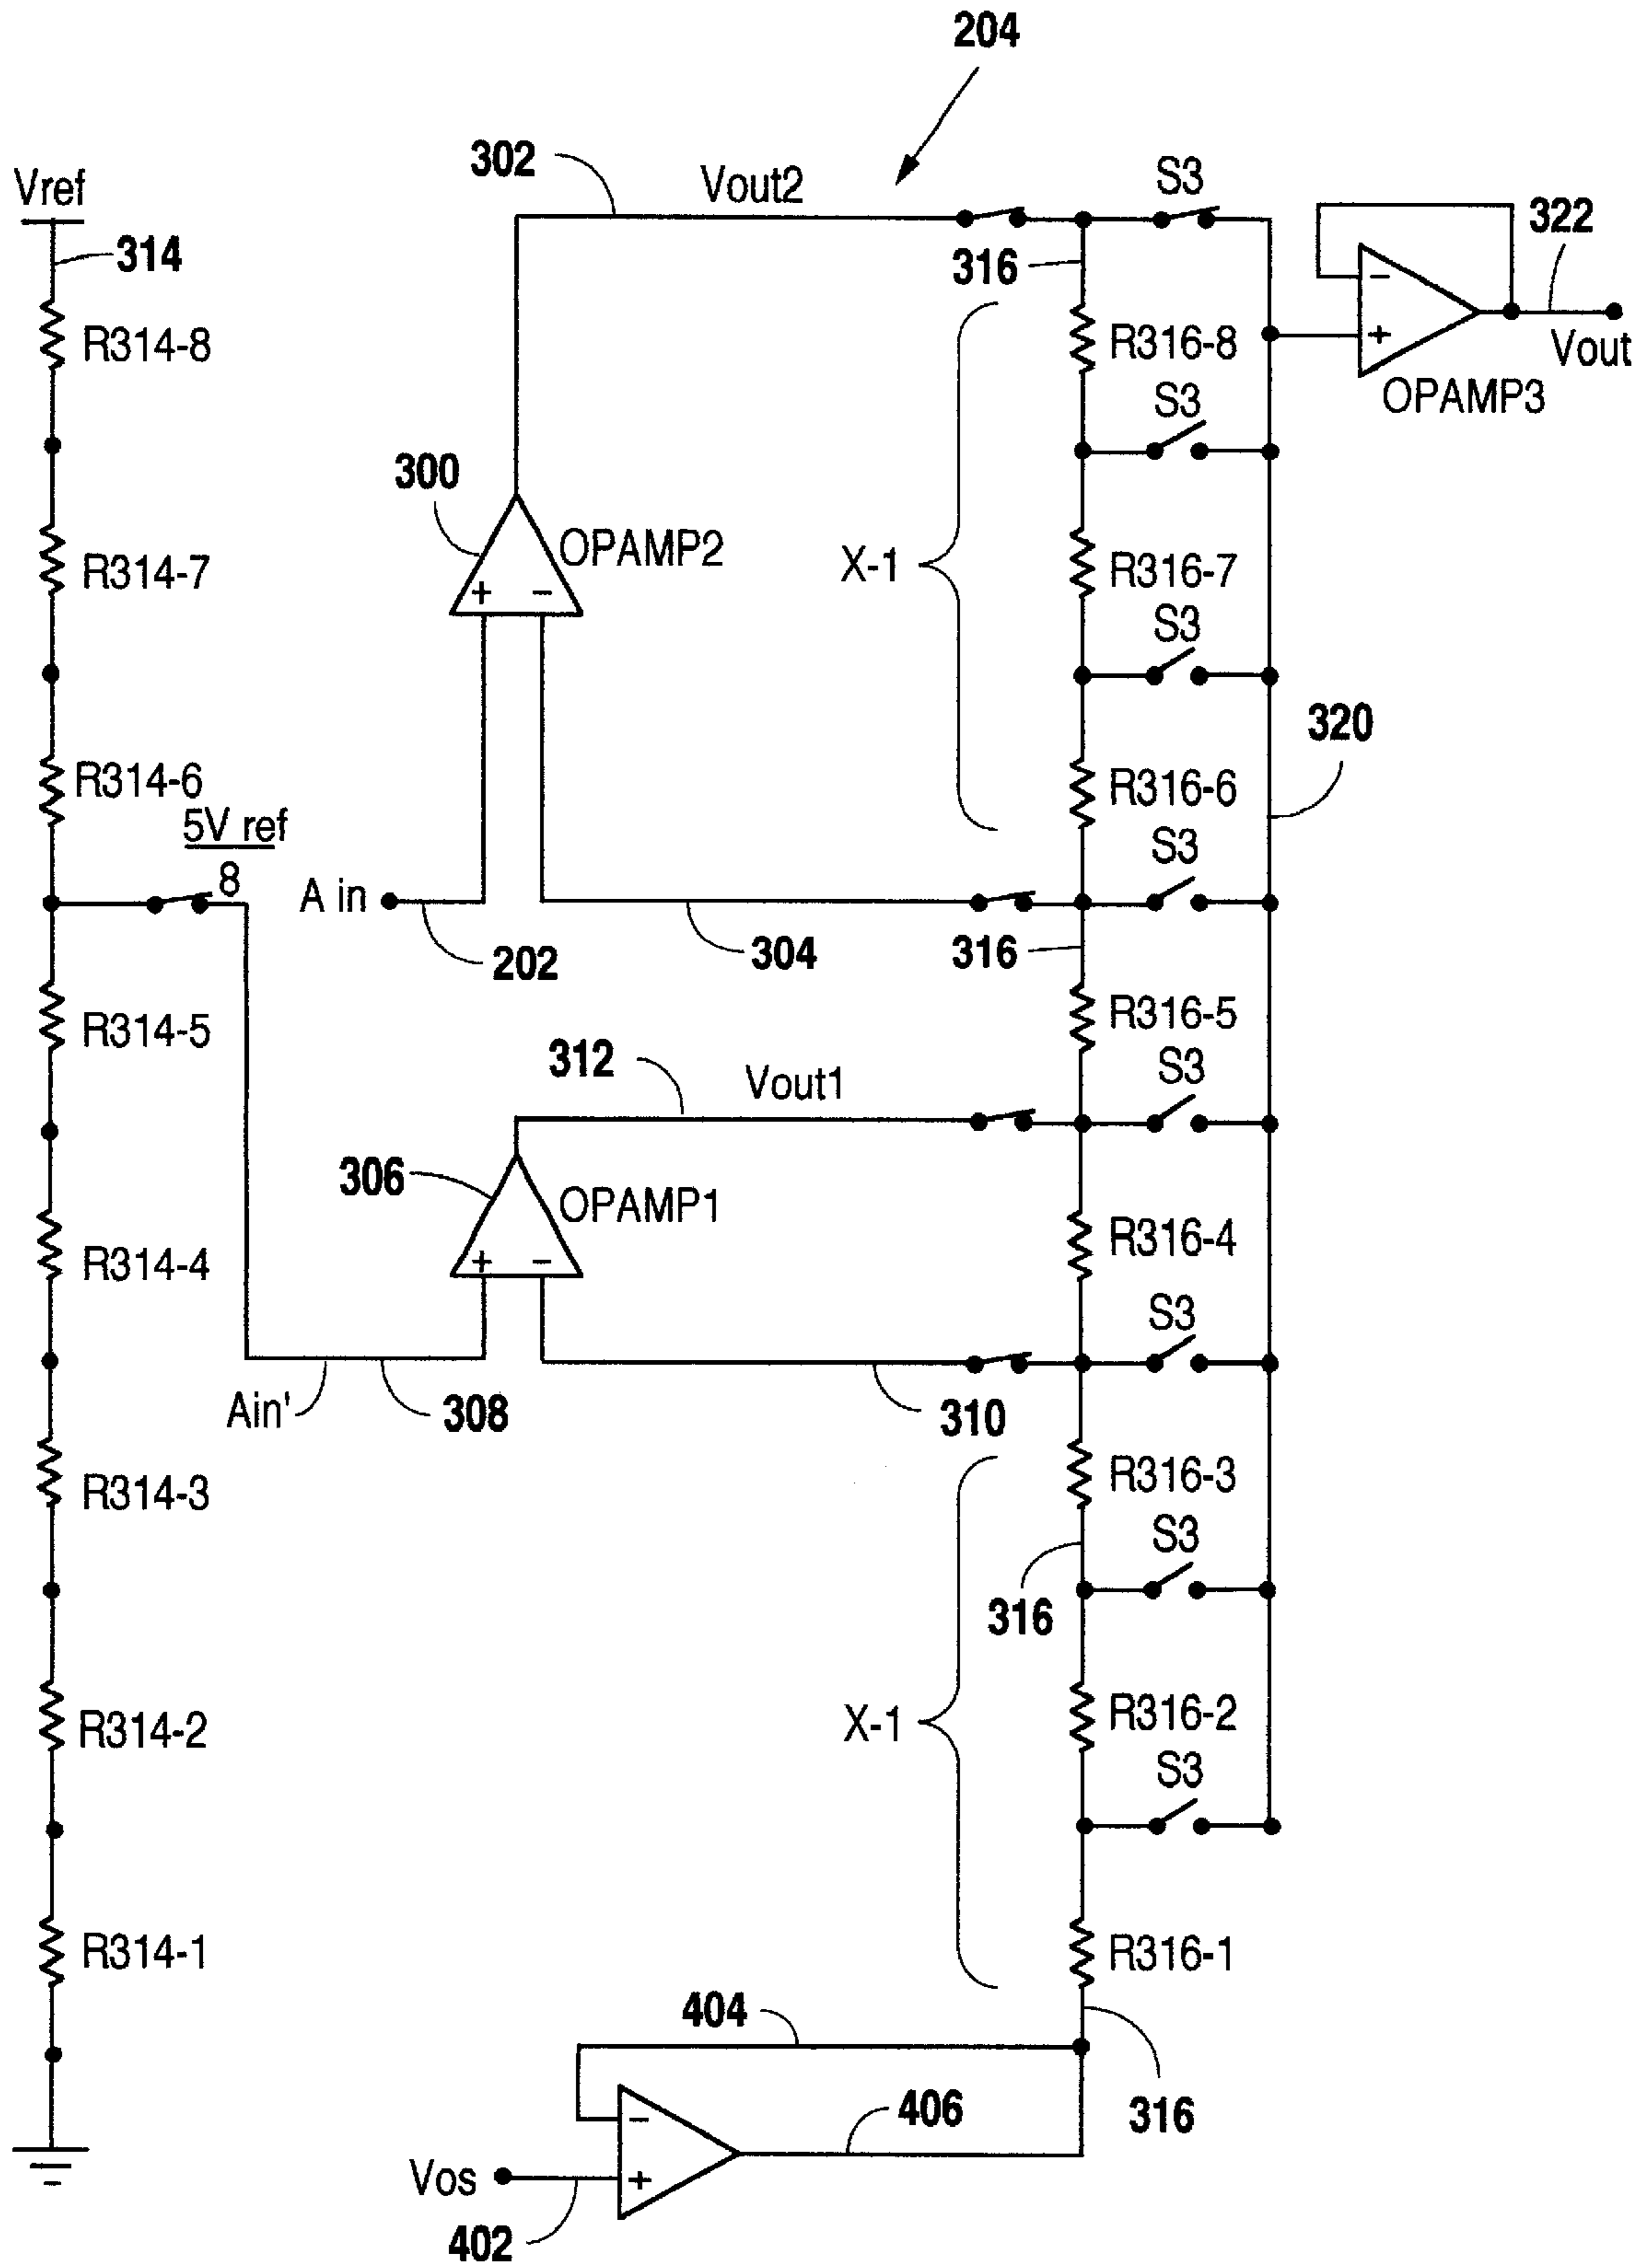 204
302
Vout2
S3
322
Vref
314
316
R314-8
R316-8
Vout
OPAMP3
S3
300
OPAMP2
X-1
R314-7
R316-7
S3
+ −
− +
320
R314-6
R316-6
5V ref
8
A in
S3
202
304
316
R314-5
R316-5
312
Vout1
S3
306
OPAMP1
R314-4
R316-4
+ −
S3
Ain'
308
310
R314-3
R316-3
S3
316
X-1
R314-2
R316-2
S3
R314-1
R316-1
404
406
316
−
+
Vos
402